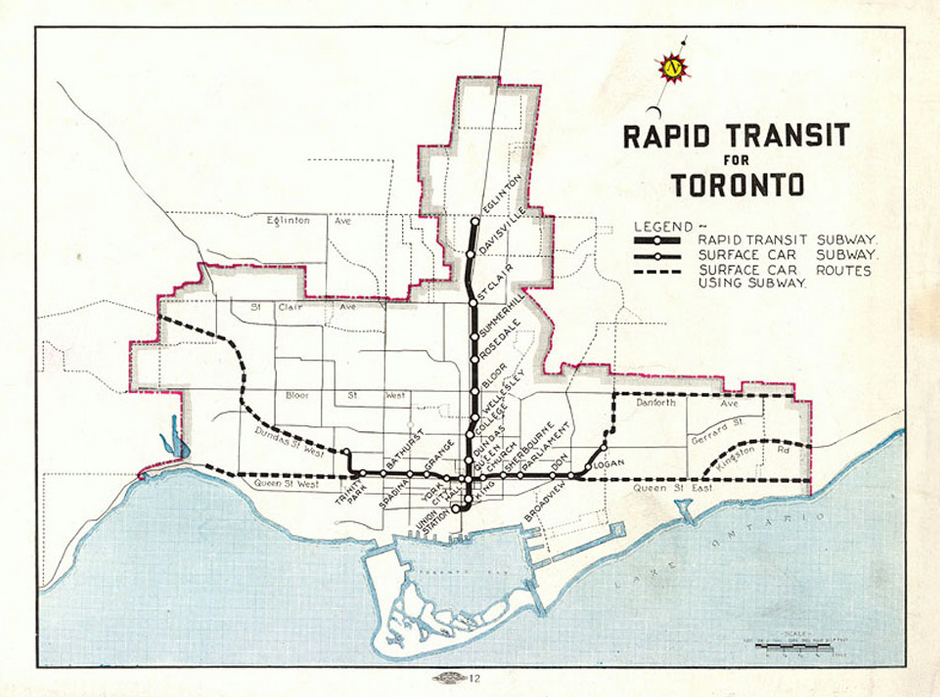 N
RAPID TRANSIT
FOR
TORONTO
LEGEND ~
RAPID TRANSIT SUBWAY.
SURFACE CAR SUBWAY.
SURFACE CAR ROUTES
USING SUBWAY.
EGLINTON
DAVISVILLE
ST CLAIR
SUMMERHILL
ROSEDALE
BLOOR
WELLESLEY
COLLEGE
DUNDAS
QUEEN
CHURCH
SHERBOURNE
PARLIAMENT
DON
LOGAN
BROADVIEW
KING
UNION
STATION
CITY
HALL
YORK
GRANGE
SPADINA
BATHURST
TRINITY
PARK
Eglinton Ave
St Clair Ave.
Bloor St West
Dundas St West
Queen St West
Danforth Ave.
Gerrard St.
Kingston Rd
Queen St East
LAKE ONTARIO
TORONTO BAY
SCALE
12